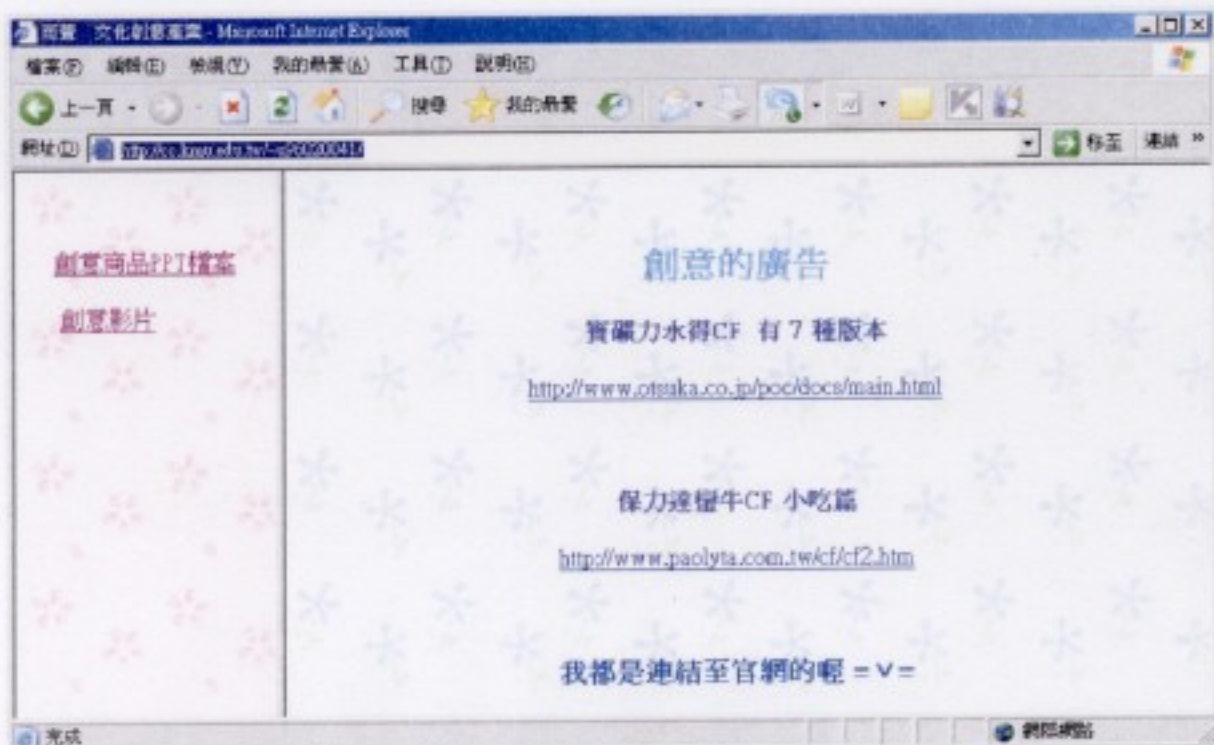 雨聲 文化創意產業 - Microsoft Internet Explorer
檔案(F) 編輯(E) 檢視(V) 我的最愛(A) 工具(T) 說明(H)
上一頁 搜尋 我的最愛
網址(D) 移至 連結 »
創意商品PPT檔案
創意影片
創意的廣告
寶礦力水得CF 有 7 種版本
http://www.otsuka.co.jp/poc/docs/main.html
保力達蠻牛CF 小吃篇
http://www.paolyta.com.tw/cf/cf2.htm
我都是連結至官網的喔 =v=
完成
網際網路